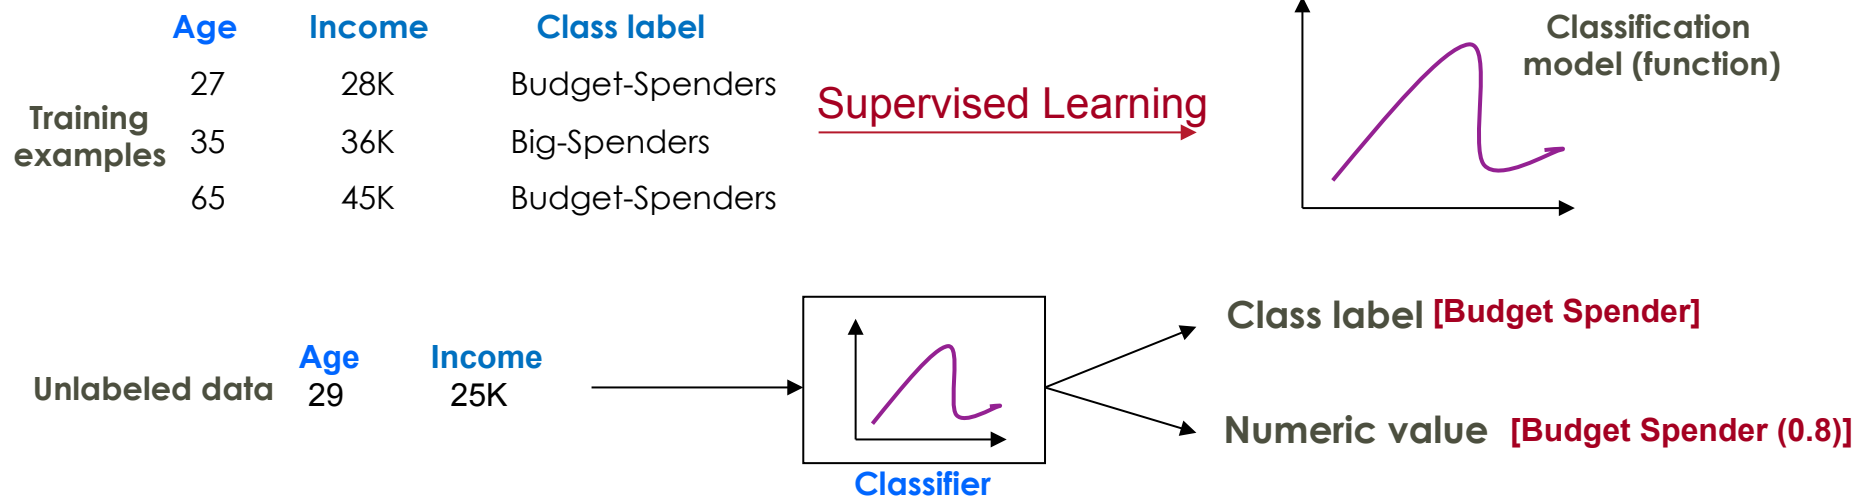 Age Income Class label
27 28K Budget-Spenders
35 36K Big-Spenders
65 45K Budget-Spenders
Training
examples
Supervised Learning
Classification
model (function)
Unlabeled data
Age Income
29 25K
Classifier
Class label [Budget Spender]
Numeric value [Budget Spender (0.8)]